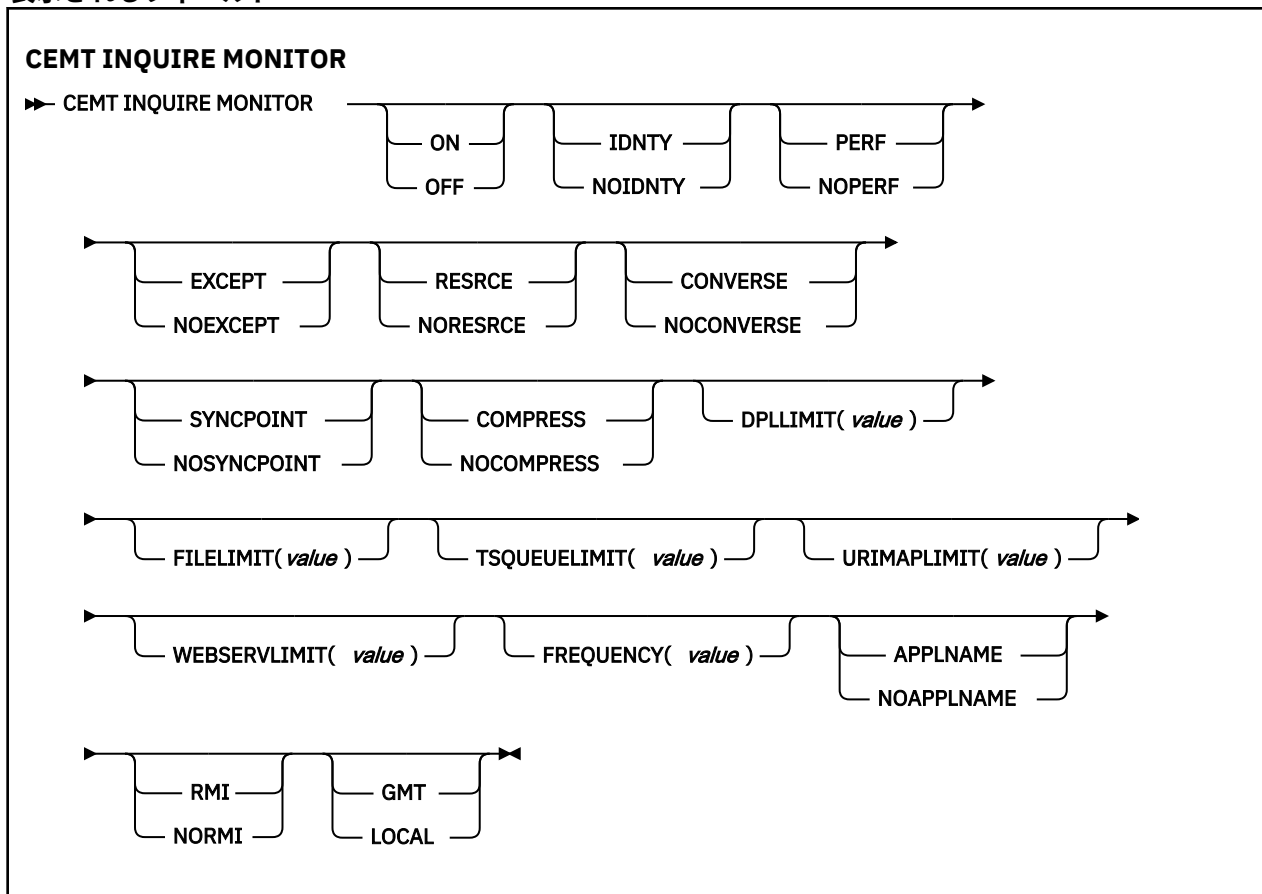 CEMT INQUIRE MONITOR
CEMT INQUIRE MONITOR
ON IDNTY PERF
OFF NOIDNTY NOPERF
EXCEPT RESRCE CONVERSE
NOEXCEPT NORESRCE NOCONVERSE
SYNCPOINT COMPRESS DPLLIMIT( value )
NOSYNCPOINT NOCOMPRESS
FILELIMIT( value ) TSQUEUELIMIT( value ) URIMAPLIMIT( value )
WEBSERVLIMIT( value ) FREQUENCY( value ) APPLNAME
NOAPPLNAME
RMI GMT
NORMI LOCAL